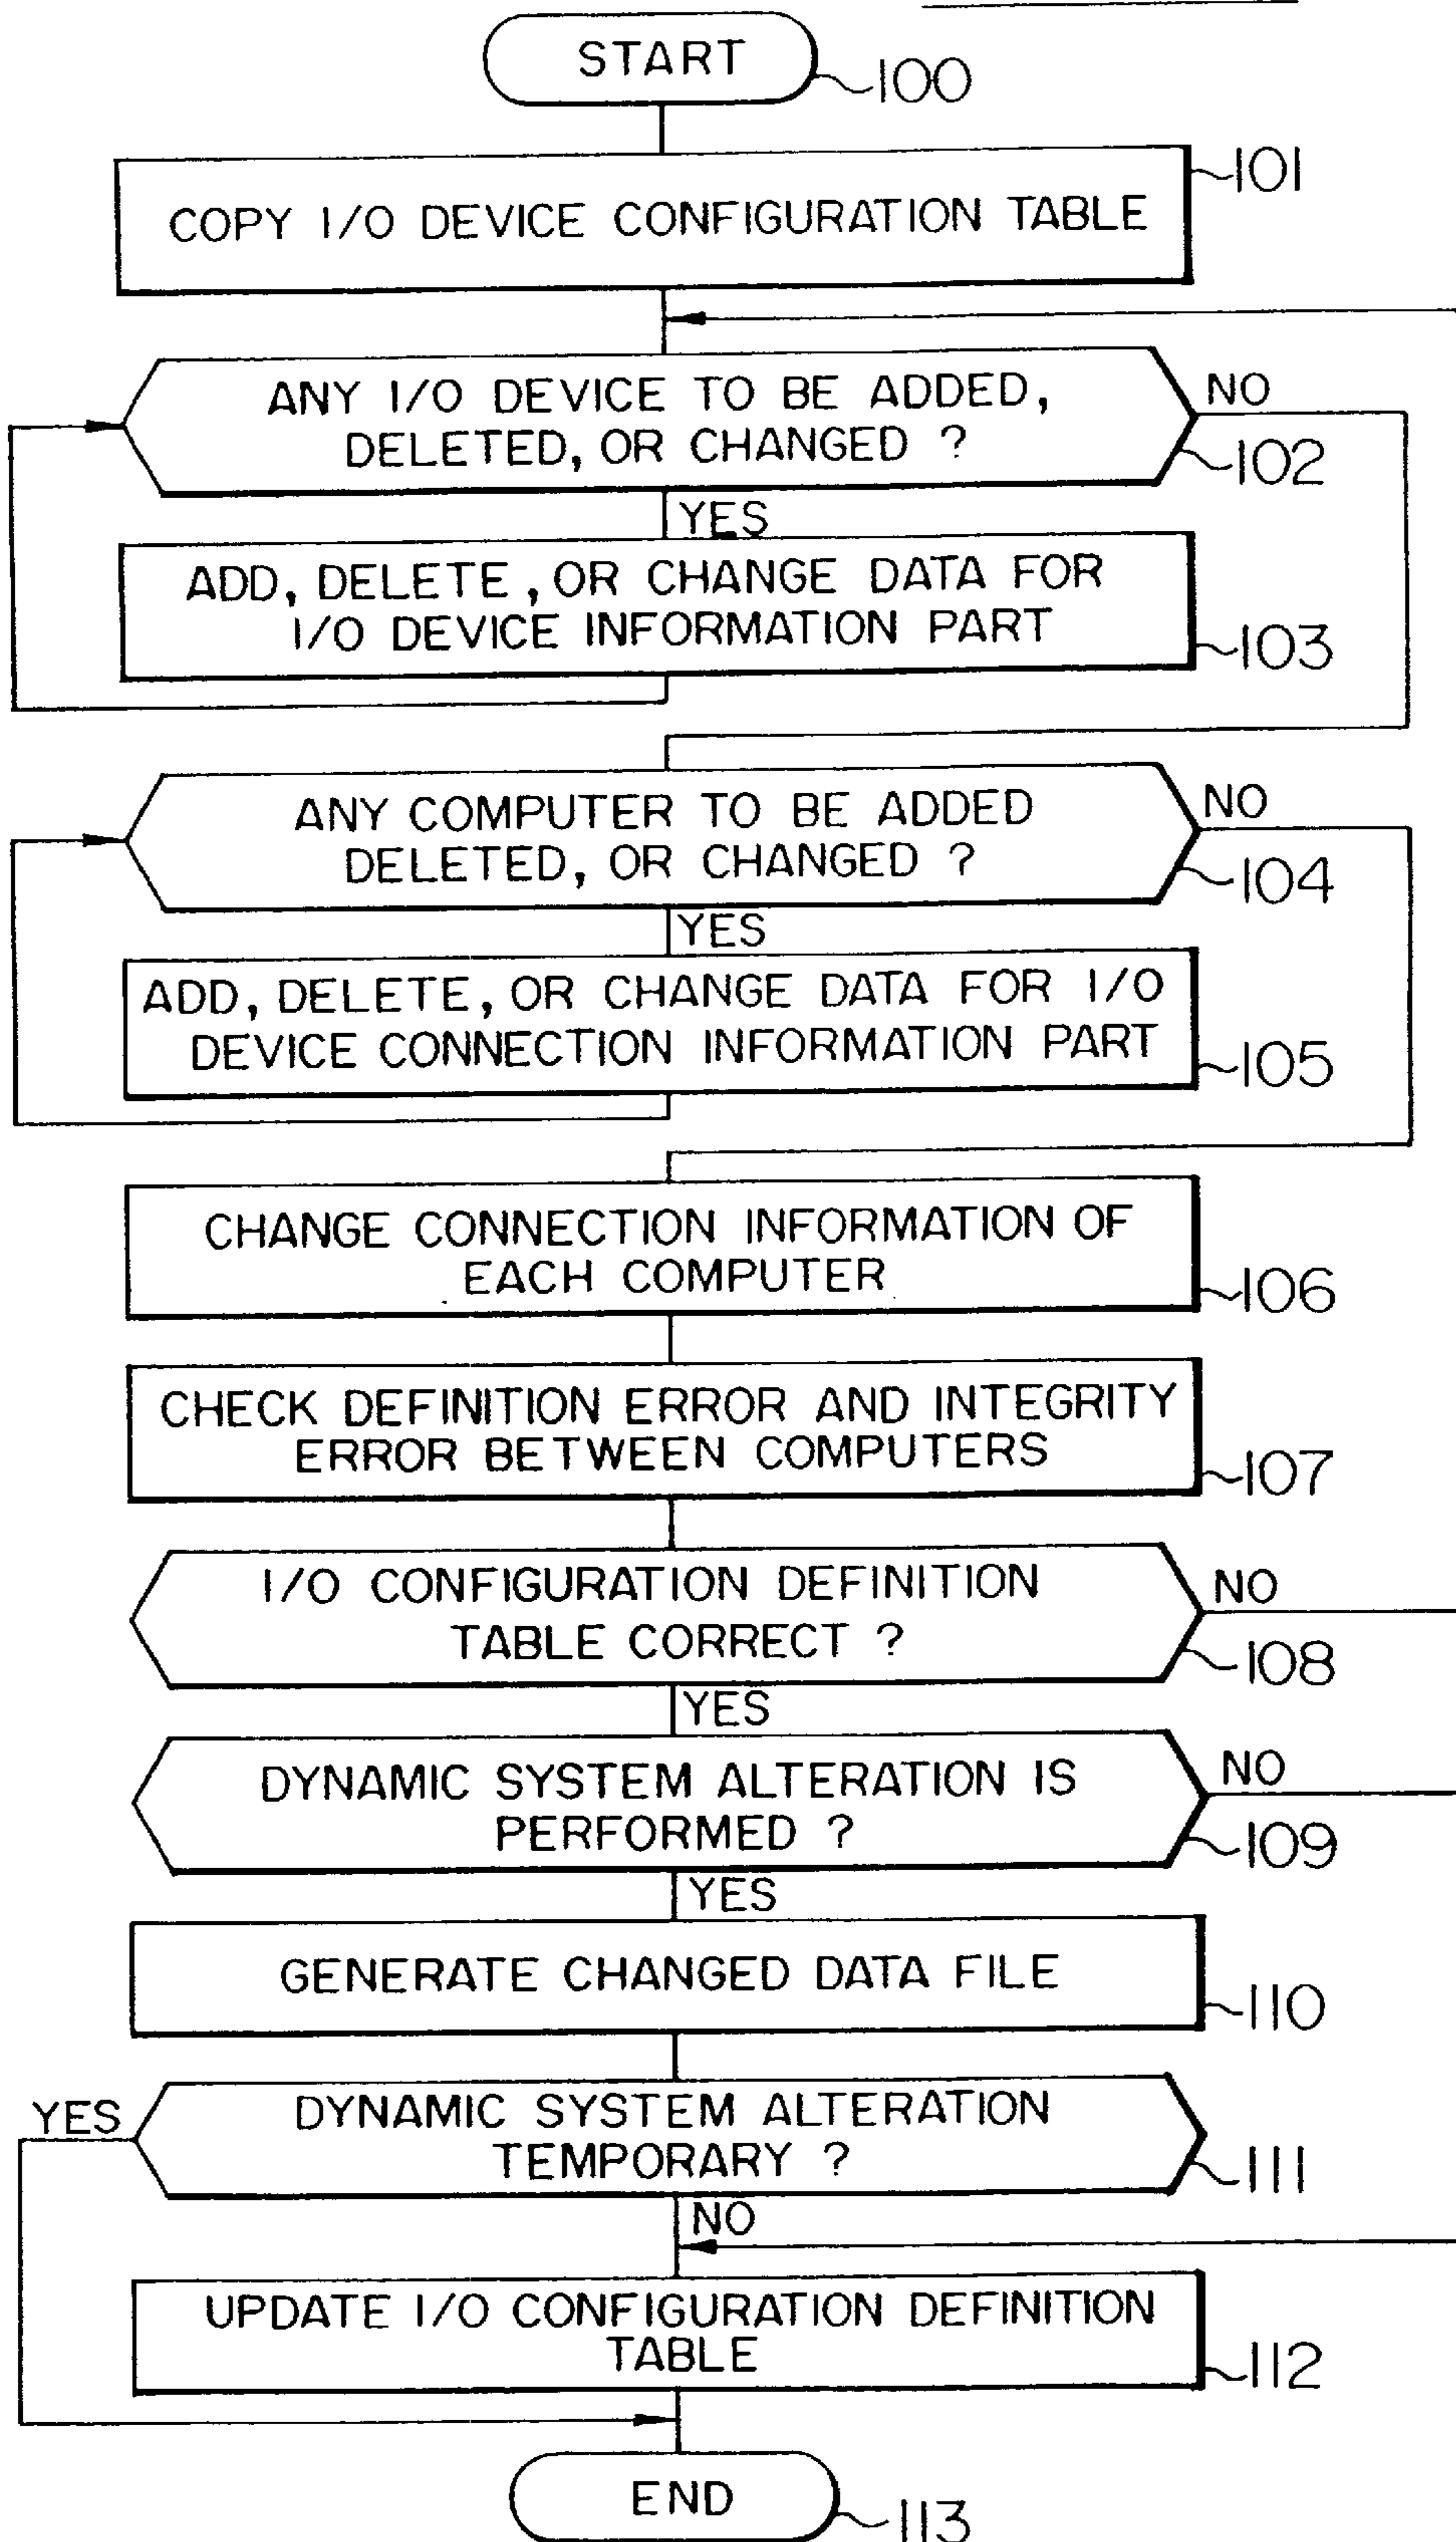 START
100
COPY I/O DEVICE CONFIGURATION TABLE
101
ANY I/O DEVICE TO BE ADDED,
DELETED, OR CHANGED ?
NO
102
YES
ADD, DELETE, OR CHANGE DATA FOR
I/O DEVICE INFORMATION PART
103
ANY COMPUTER TO BE ADDED
DELETED, OR CHANGED ?
NO
104
YES
ADD, DELETE, OR CHANGE DATA FOR I/O
DEVICE CONNECTION INFORMATION PART
105
CHANGE CONNECTION INFORMATION OF
EACH COMPUTER
106
CHECK DEFINITION ERROR AND INTEGRITY
ERROR BETWEEN COMPUTERS
107
I/O CONFIGURATION DEFINITION
TABLE CORRECT ?
NO
108
YES
DYNAMIC SYSTEM ALTERATION IS
PERFORMED ?
NO
109
YES
GENERATE CHANGED DATA FILE
110
YES
DYNAMIC SYSTEM ALTERATION
TEMPORARY ?
111
NO
UPDATE I/O CONFIGURATION DEFINITION
TABLE
112
END
113